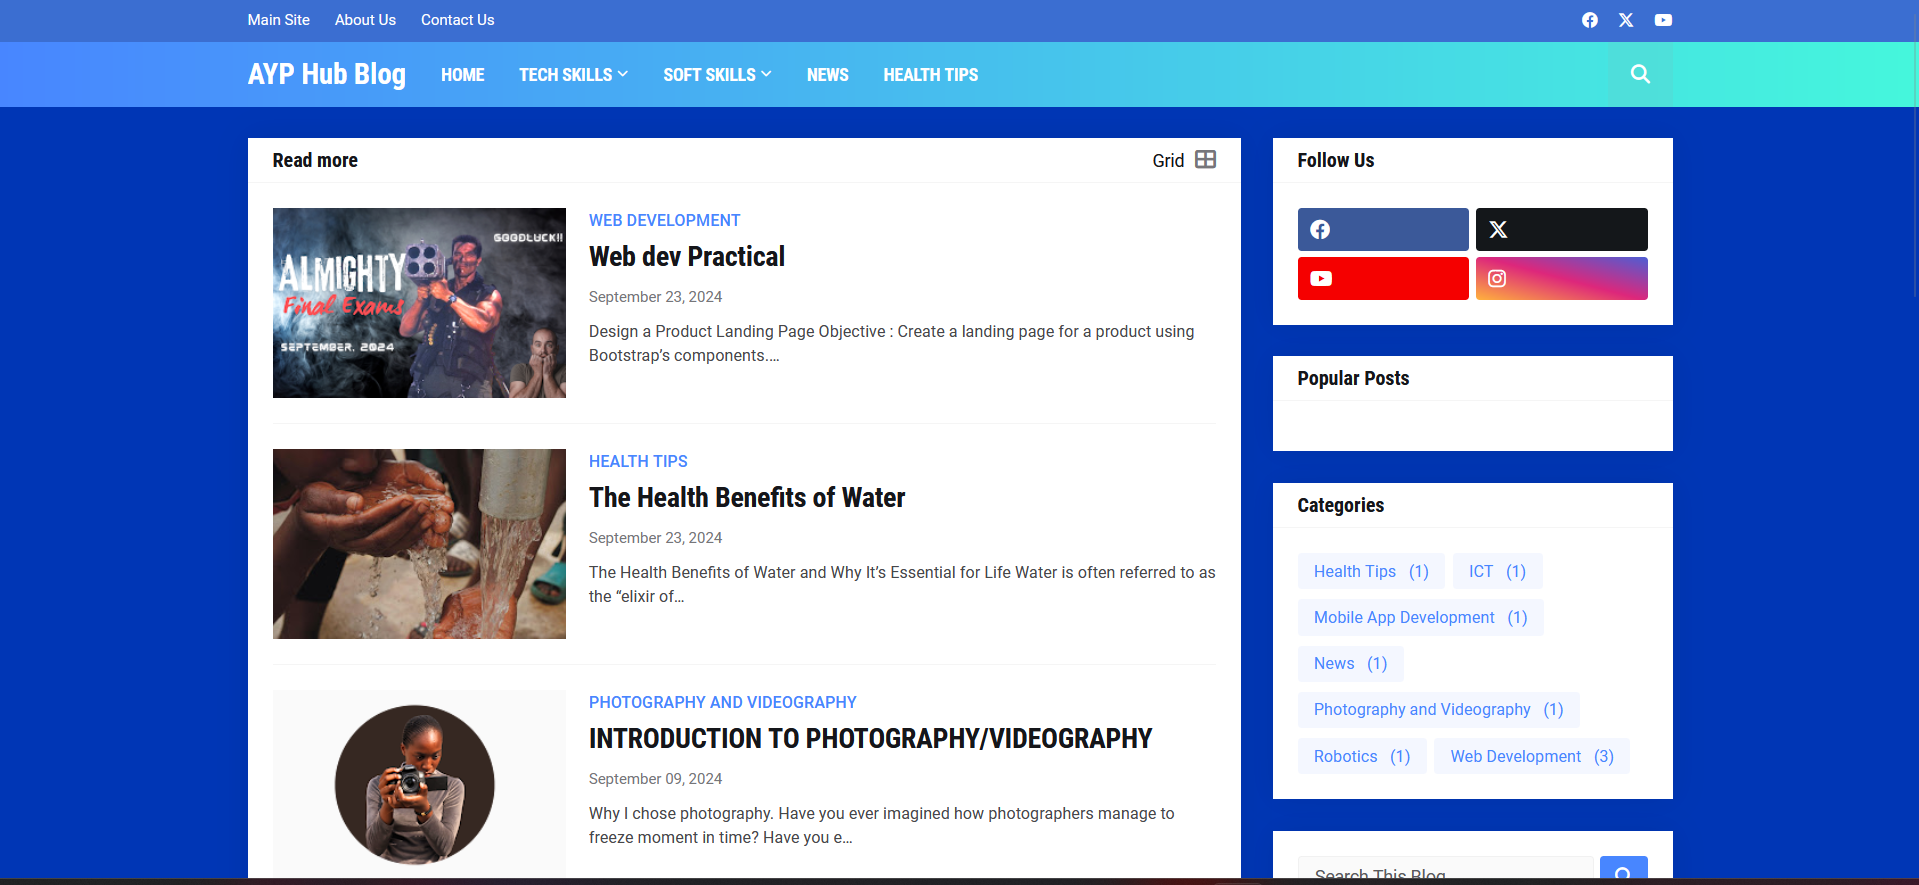 Main Site About Us Contact Us
AYP Hub Blog HOME TECH SKILLS SOFT SKILLS NEWS HEALTH TIPS
Read more Grid
GOODLUCK!!
ALMIGHTY
Final Exams
SEPTEMBER, 2024
WEB DEVELOPMENT
Web dev Practical
September 23, 2024
Design a Product Landing Page Objective : Create a landing page for a product using
Bootstrap’s components.…
HEALTH TIPS
The Health Benefits of Water
September 23, 2024
The Health Benefits of Water and Why It’s Essential for Life Water is often referred to as
the “elixir of…
PHOTOGRAPHY AND VIDEOGRAPHY
INTRODUCTION TO PHOTOGRAPHY/VIDEOGRAPHY
September 09, 2024
Why I chose photography. Have you ever imagined how photographers manage to
freeze moment in time? Have you e…
Follow Us
Popular Posts
Categories
Health Tips (1) ICT (1)
Mobile App Development (1)
News (1)
Photography and Videography (1)
Robotics (1) Web Development (3)
Search This Blog